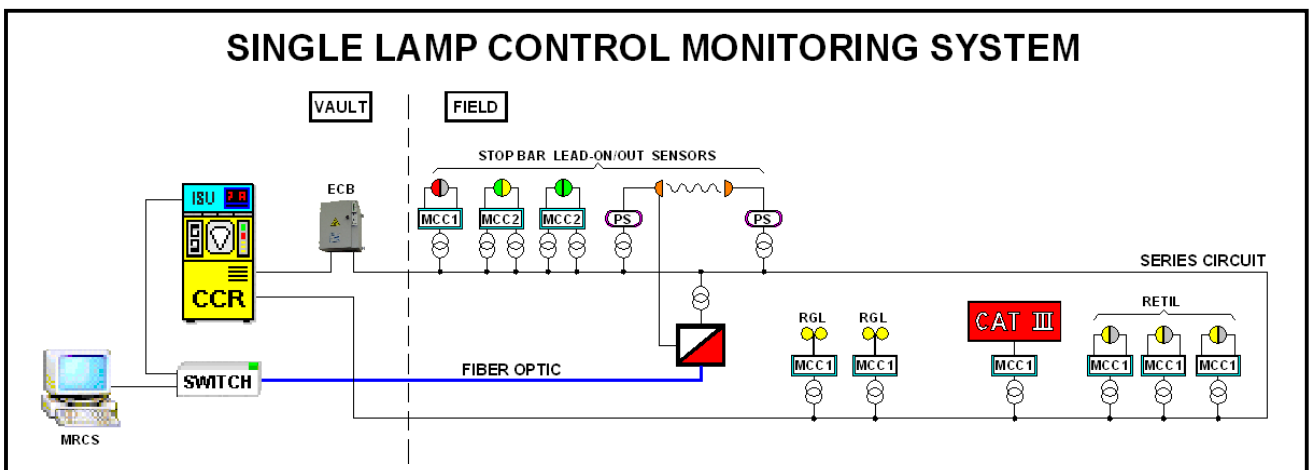 SINGLE LAMP CONTROL MONITORING SYSTEM
VAULT
FIELD
STOP BAR LEAD-ON/OUT SENSORS
ISU
ECB
MCC1
MCC2
MCC2
PS
PS
CCR
SERIES CIRCUIT
RGL
RGL
CAT III
RETIL
MCC1
MCC1
MCC1
MCC1
MCC1
MCC1
FIBER OPTIC
SWITCH
MRCS